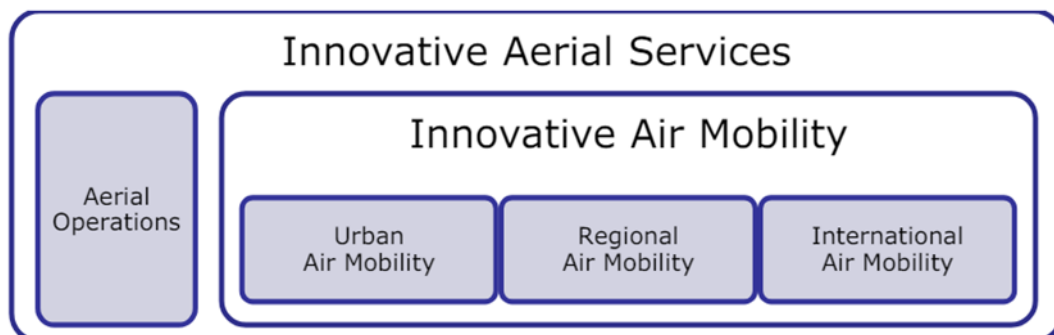 Innovative Aerial Services
Aerial
Operations
Innovative Air Mobility
Urban
Air Mobility
Regional
Air Mobility
International
Air Mobility